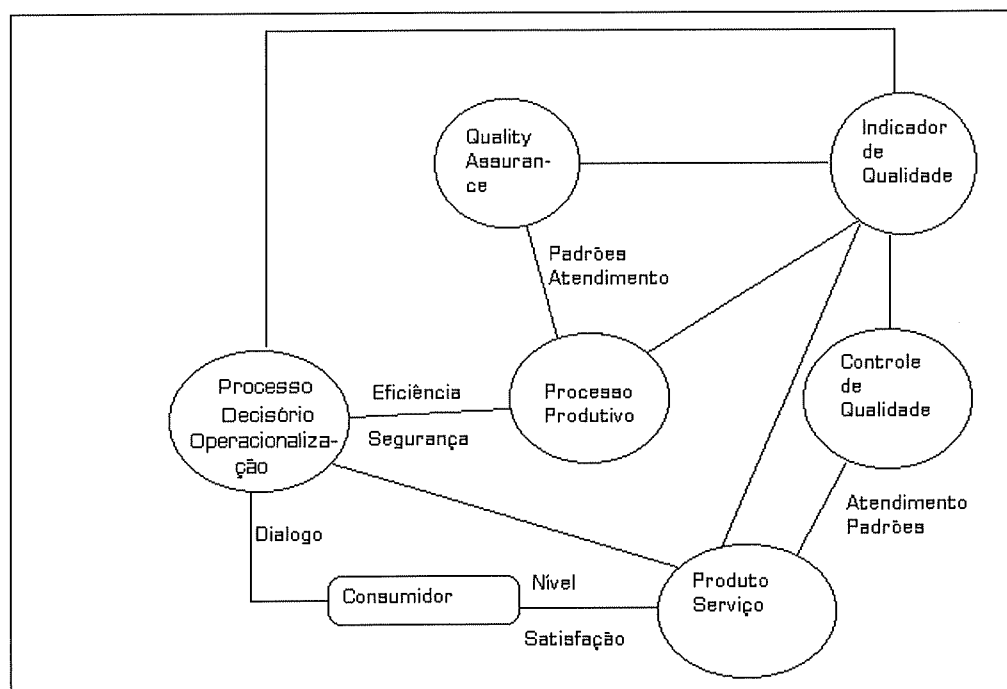 Quality
Assuran-
ce
Indicador
de
Qualidade
Padrões
Atendimento
Processo
Decisório
Operacionaliza-
ção
Eficiência
Segurança
Processo
Produtivo
Controle
de
Qualidade
Atendimento
Padrões
Dialogo
Consumidor
Nível
Satisfação
Produto
Serviço